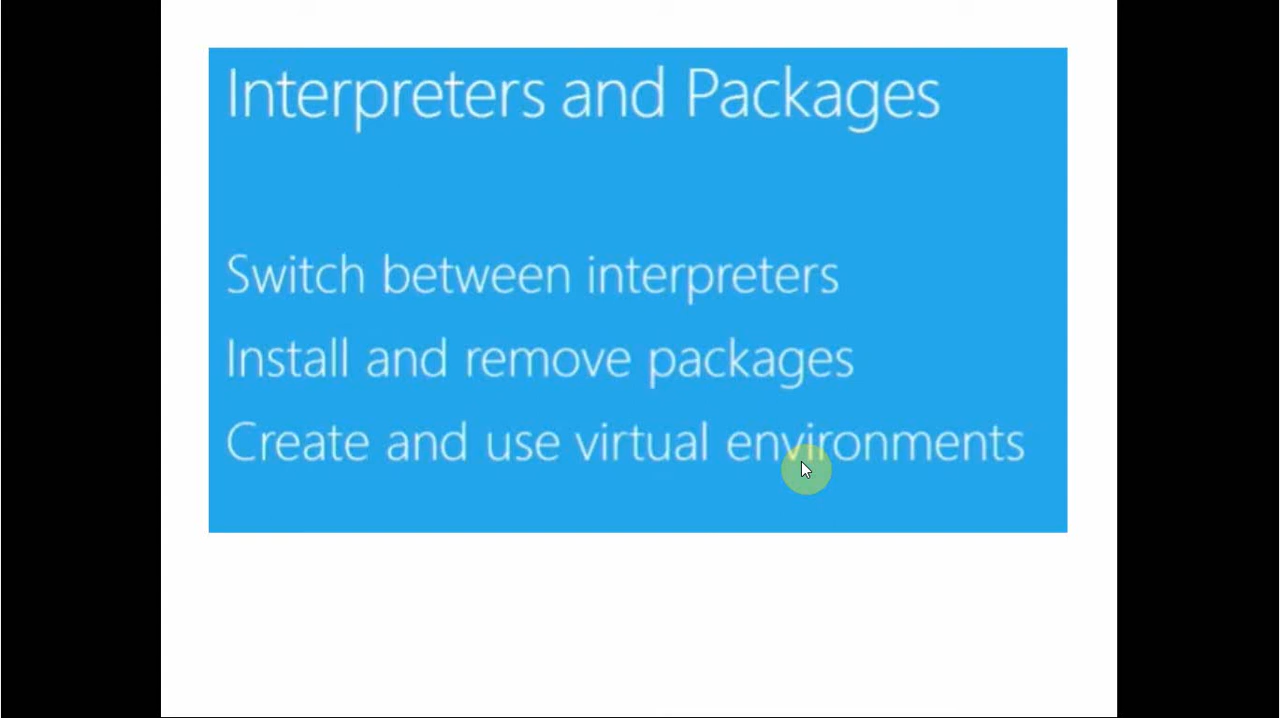 Interpreters and Packages
Switch between interpreters
Install and remove packages
Create and use virtual environments